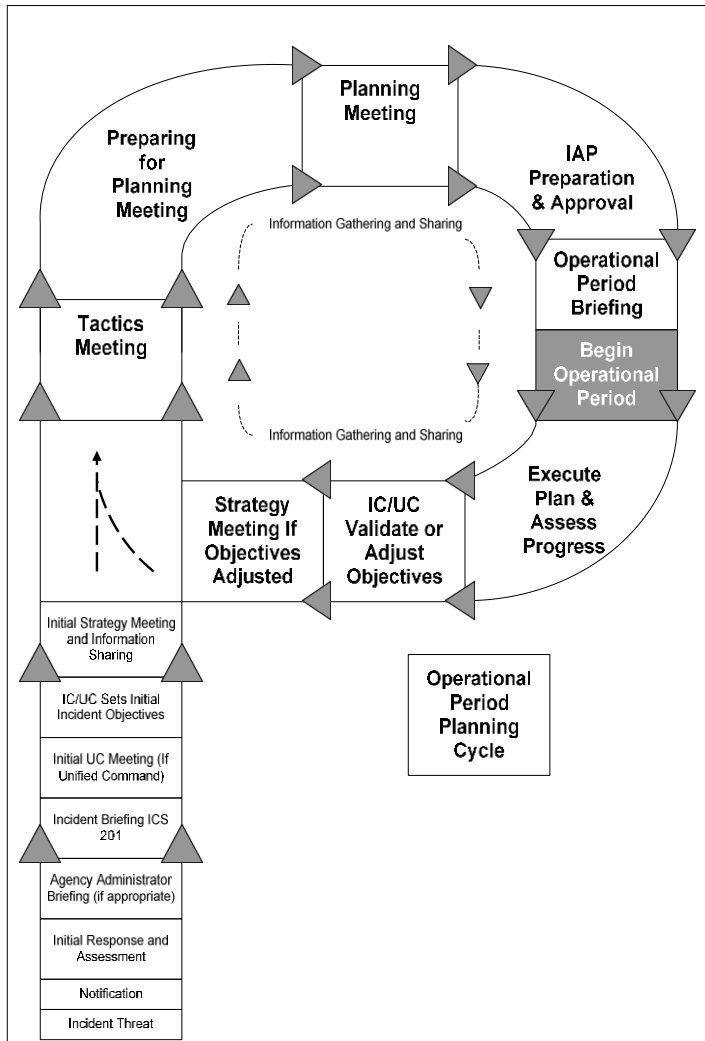 Planning
Meeting
Preparing
for
Planning
Meeting
IAP
Preparation
& Approval
Information Gathering and Sharing
Operational
Period
Briefing
Tactics
Meeting
Begin
Operational
Period
Information Gathering and Sharing
Execute
Plan &
Assess
Progress
Strategy
Meeting If
Objectives
Adjusted
IC/UC
Validate or
Adjust
Objectives
Initial Strategy Meeting
and Information
Sharing
IC/UC Sets Initial
Incident Objectives
Operational
Period
Planning
Cycle
Initial UC Meeting (If
Unified Command)
Incident Briefing ICS
201
Agency Administrator
Briefing (if appropriate)
Initial Response and
Assessment
Notification
Incident Threat